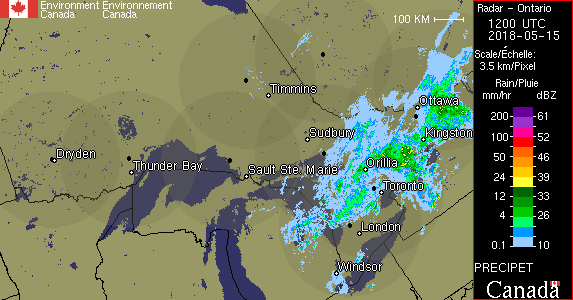 Environment Environnement
Canada Canada
100 KM
Timmins
Ottawa
Sudbury
Kingston
Dryden
Thunder Bay
Sault Ste. Marie
Orillia
Toronto
London
Windsor
Radar - Ontario
1200 UTC
2018-05-15
Scale/Échelle:
3.5 km/Pixel
Rain/Pluie
mm/hr dBZ
200 61
100 52
50 46
24 39
12 33
4 26
0.1 10
PRECIPET
Canada